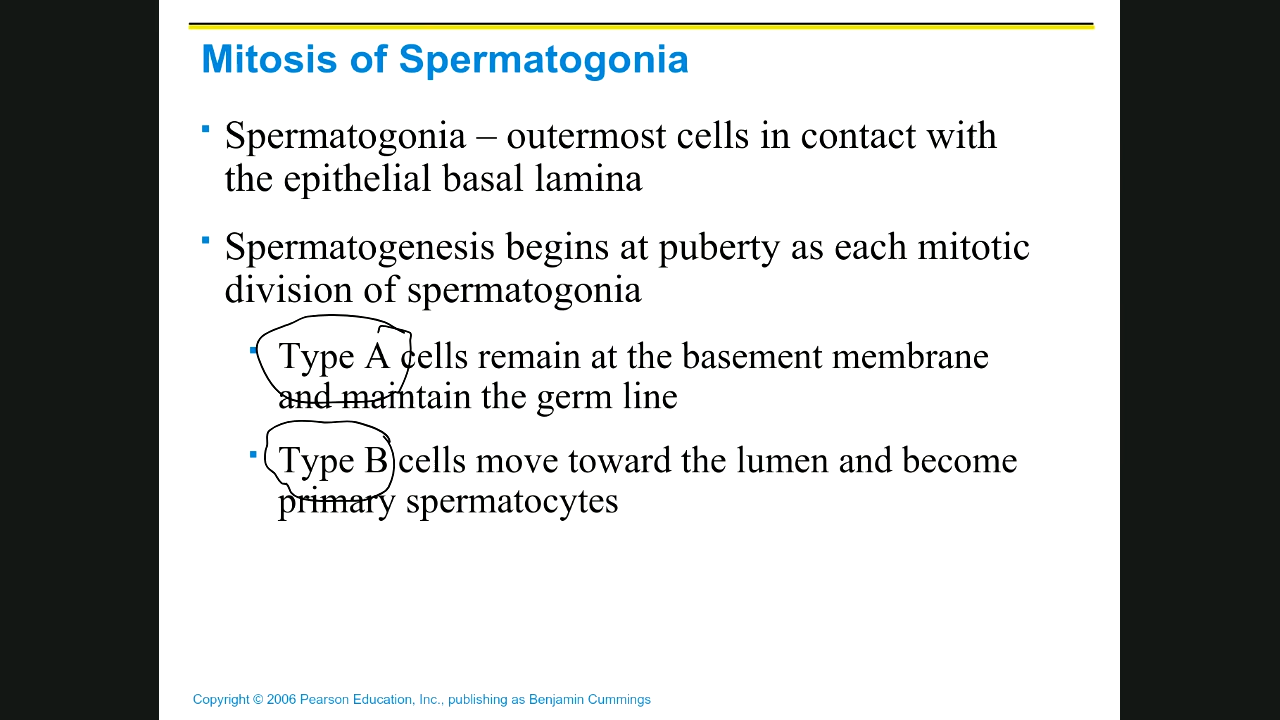 Mitosis of Spermatogonia
Spermatogonia – outermost cells in contact with
the epithelial basal lamina
Spermatogenesis begins at puberty as each mitotic
division of spermatogonia
Type A cells remain at the basement membrane
and maintain the germ line
Type B cells move toward the lumen and become
primary spermatocytes
Copyright © 2006 Pearson Education, Inc., publishing as Benjamin Cummings